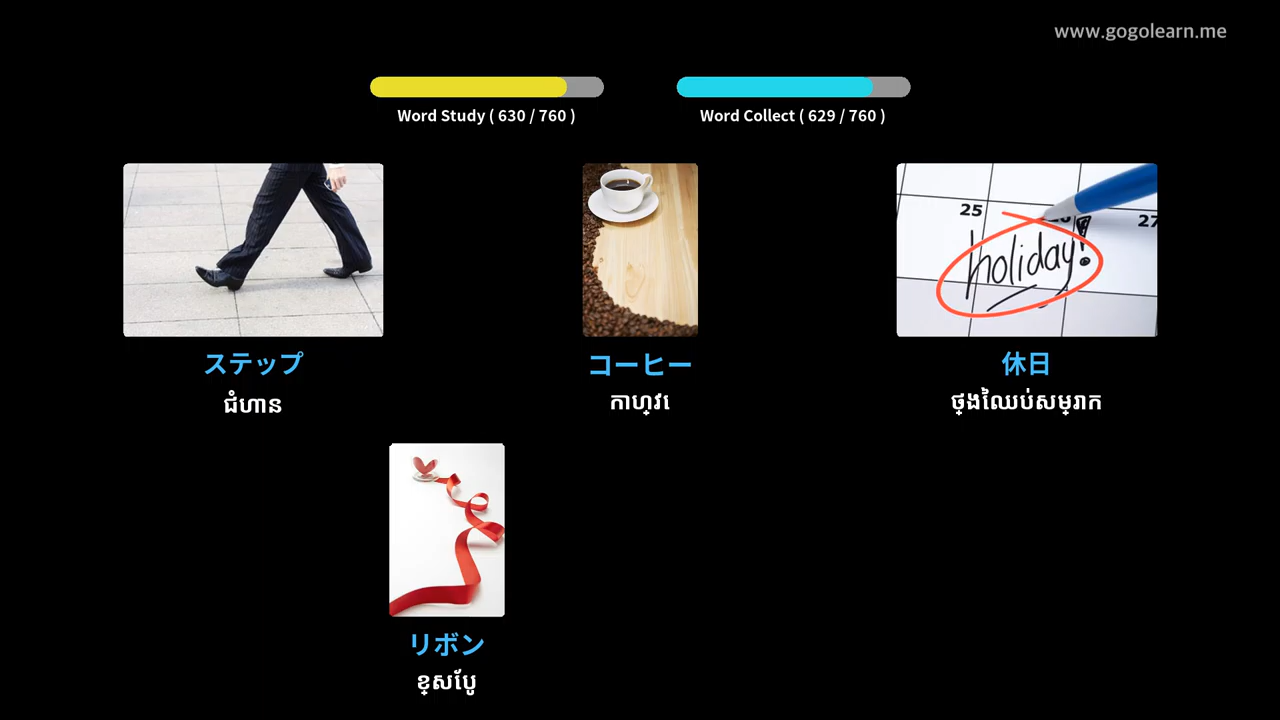 www.gogolearn.me
Word Study ( 630 / 760 )
Word Collect ( 629 / 760 )
25
27
holiday!
ステップ
コーヒー
休日
ជំហាន
កាហ្វេ
ថ្ងៃឈប់សម្រាក
リボン
ខ្សែបូ